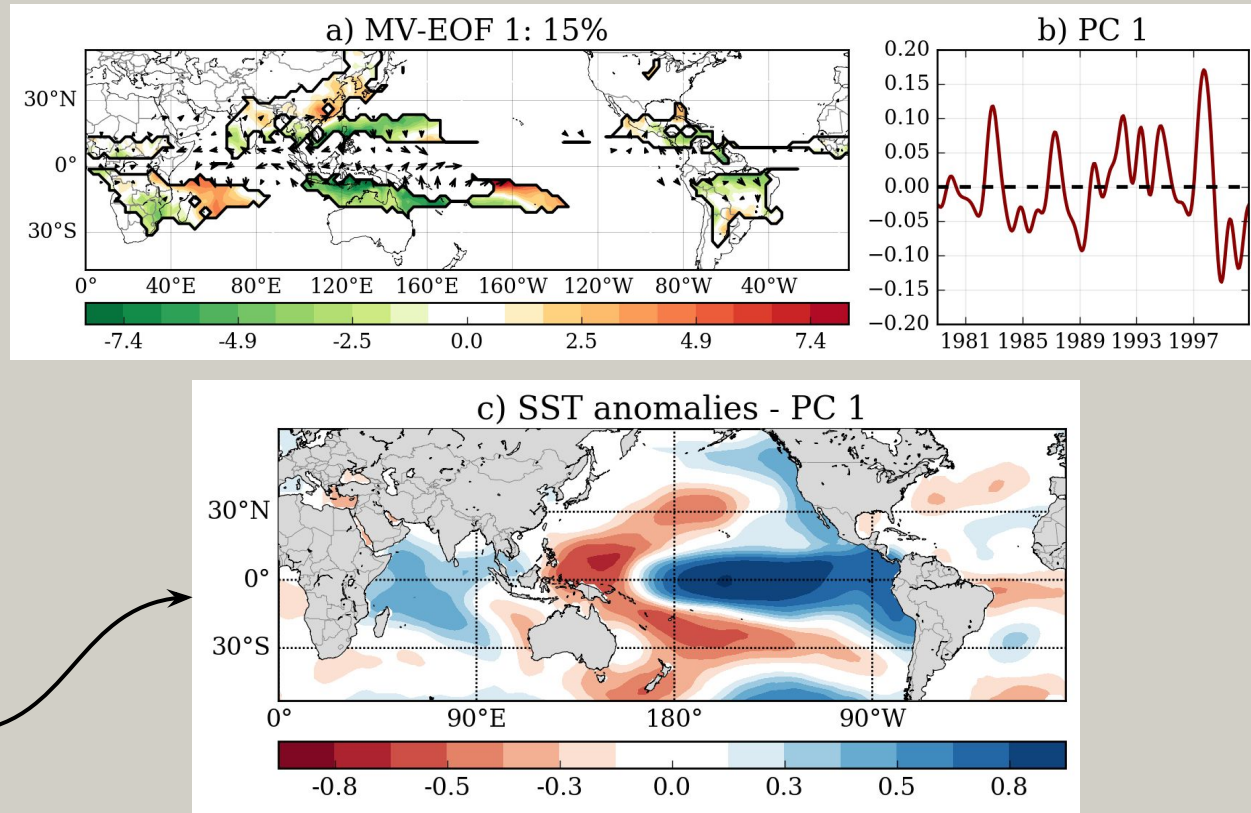 a) MV-EOF 1: 15%
30°N
0°
30°S
0° 40°E 80°E 120°E 160°E 160°W 120°W 80°W 40°W
-7.4 -4.9 -2.5 0.0 2.5 4.9 7.4
b) PC 1
0.20
0.15
0.10
0.05
0.00
−0.05
−0.10
−0.15
−0.20
1981 1985 1989 1993 1997
c) SST anomalies - PC 1
30°N
0°
30°S
0° 90°E 180° 90°W
-0.8 -0.5 -0.3 0.0 0.3 0.5 0.8